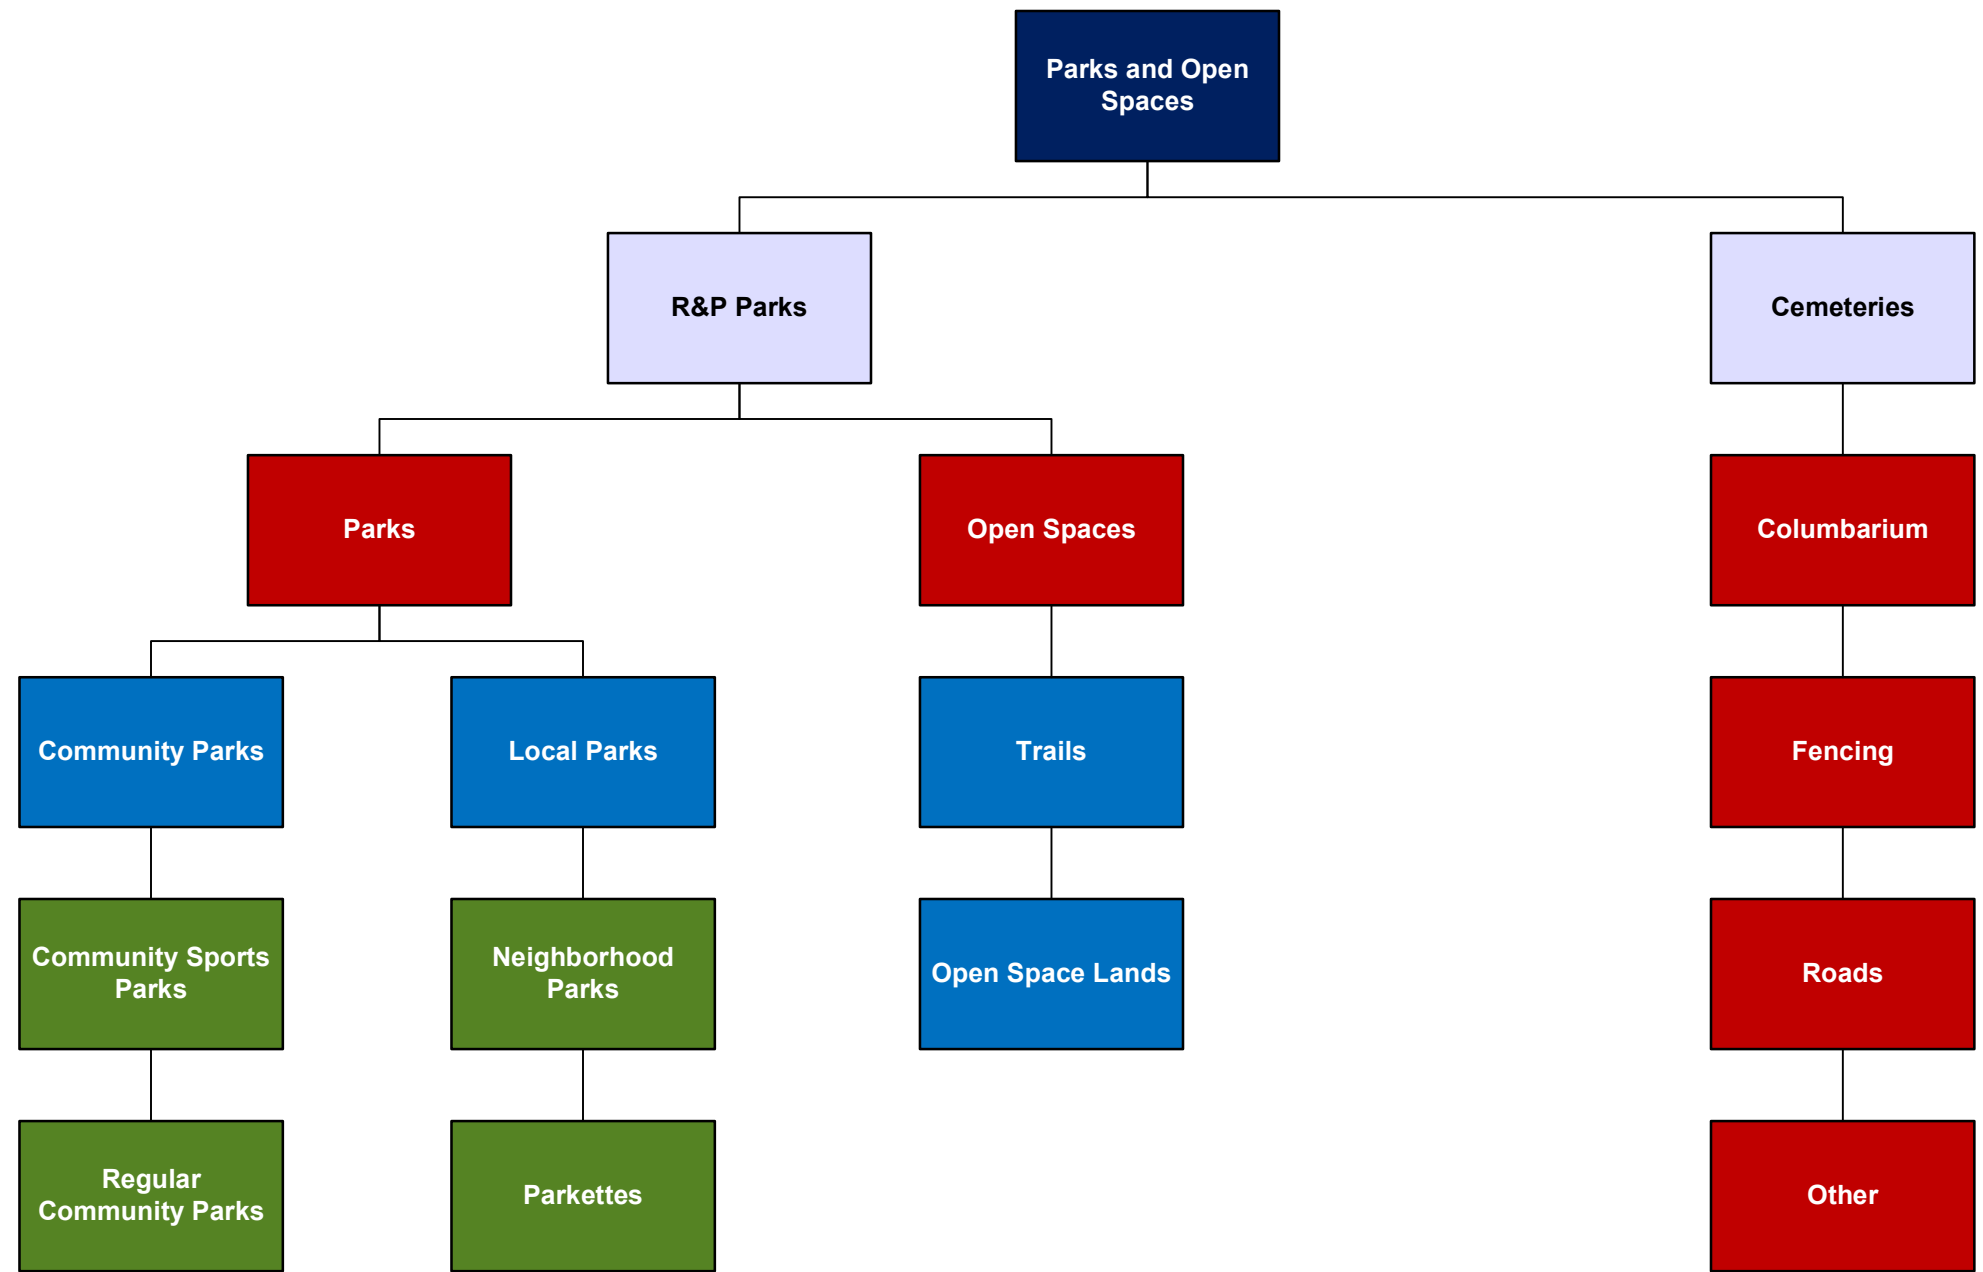 Parks and Open
Spaces
R&P Parks
Cemeteries
Parks
Open Spaces
Columbarium
Community Parks
Local Parks
Trails
Fencing
Community Sports
Parks
Neighborhood
Parks
Open Space Lands
Roads
Regular
Community Parks
Parkettes
Other